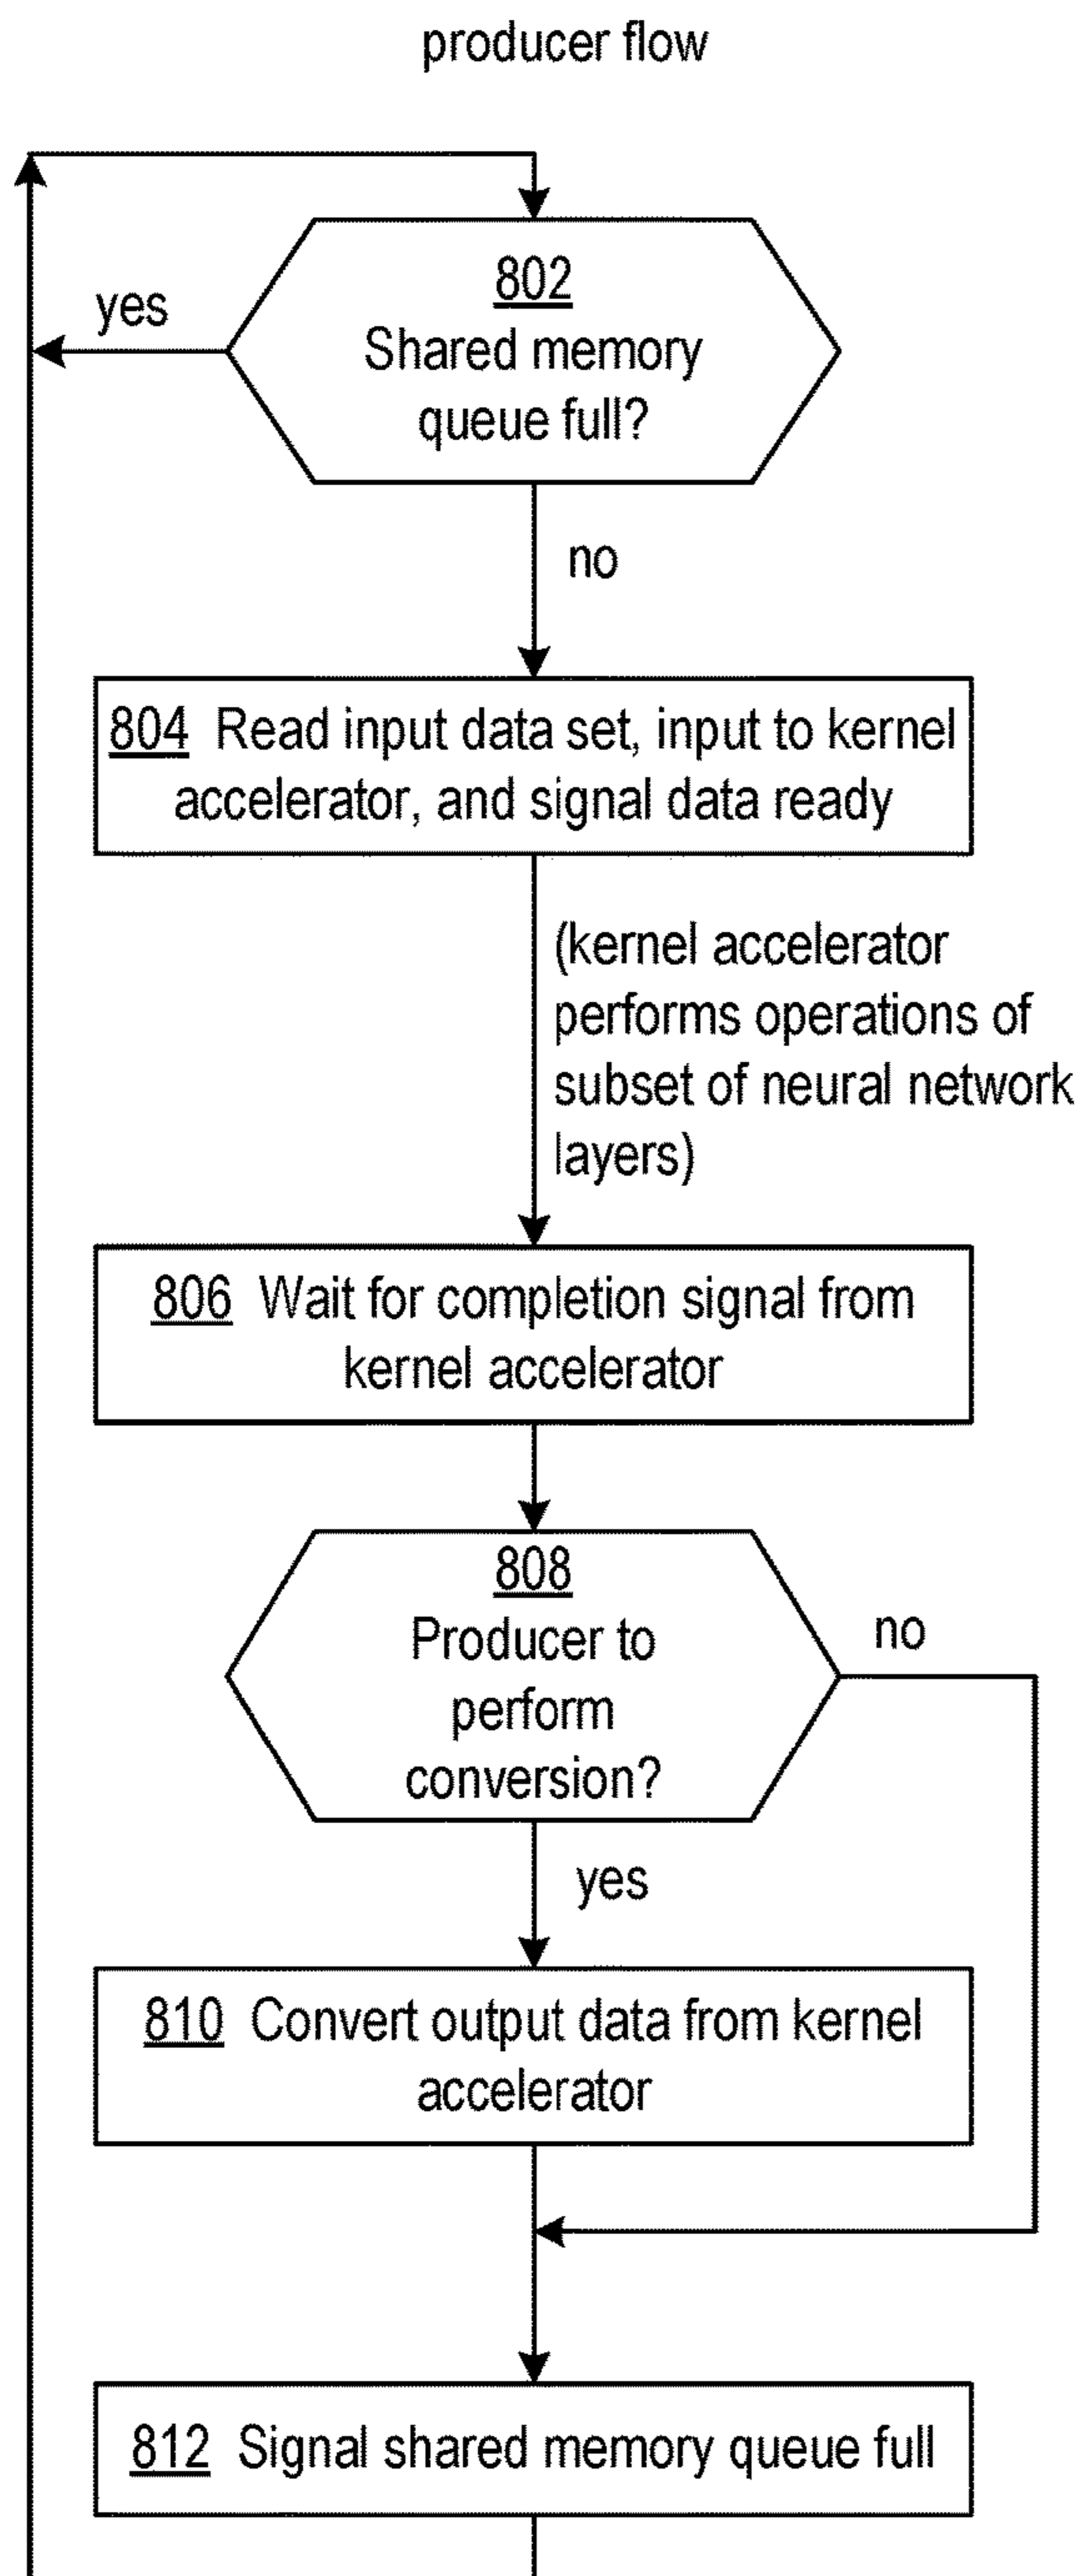 producer flow
802
yes
Shared memory
queue full?
no
804 Read input data set, input to kernel
accelerator, and signal data ready
(kernel accelerator
performs operations of
subset of neural network
layers)
806 Wait for completion signal from
kernel accelerator
808
Producer to
no
perform
conversion?
yes
810 Convert output data from kernel
accelerator
812 Signal shared memory queue full